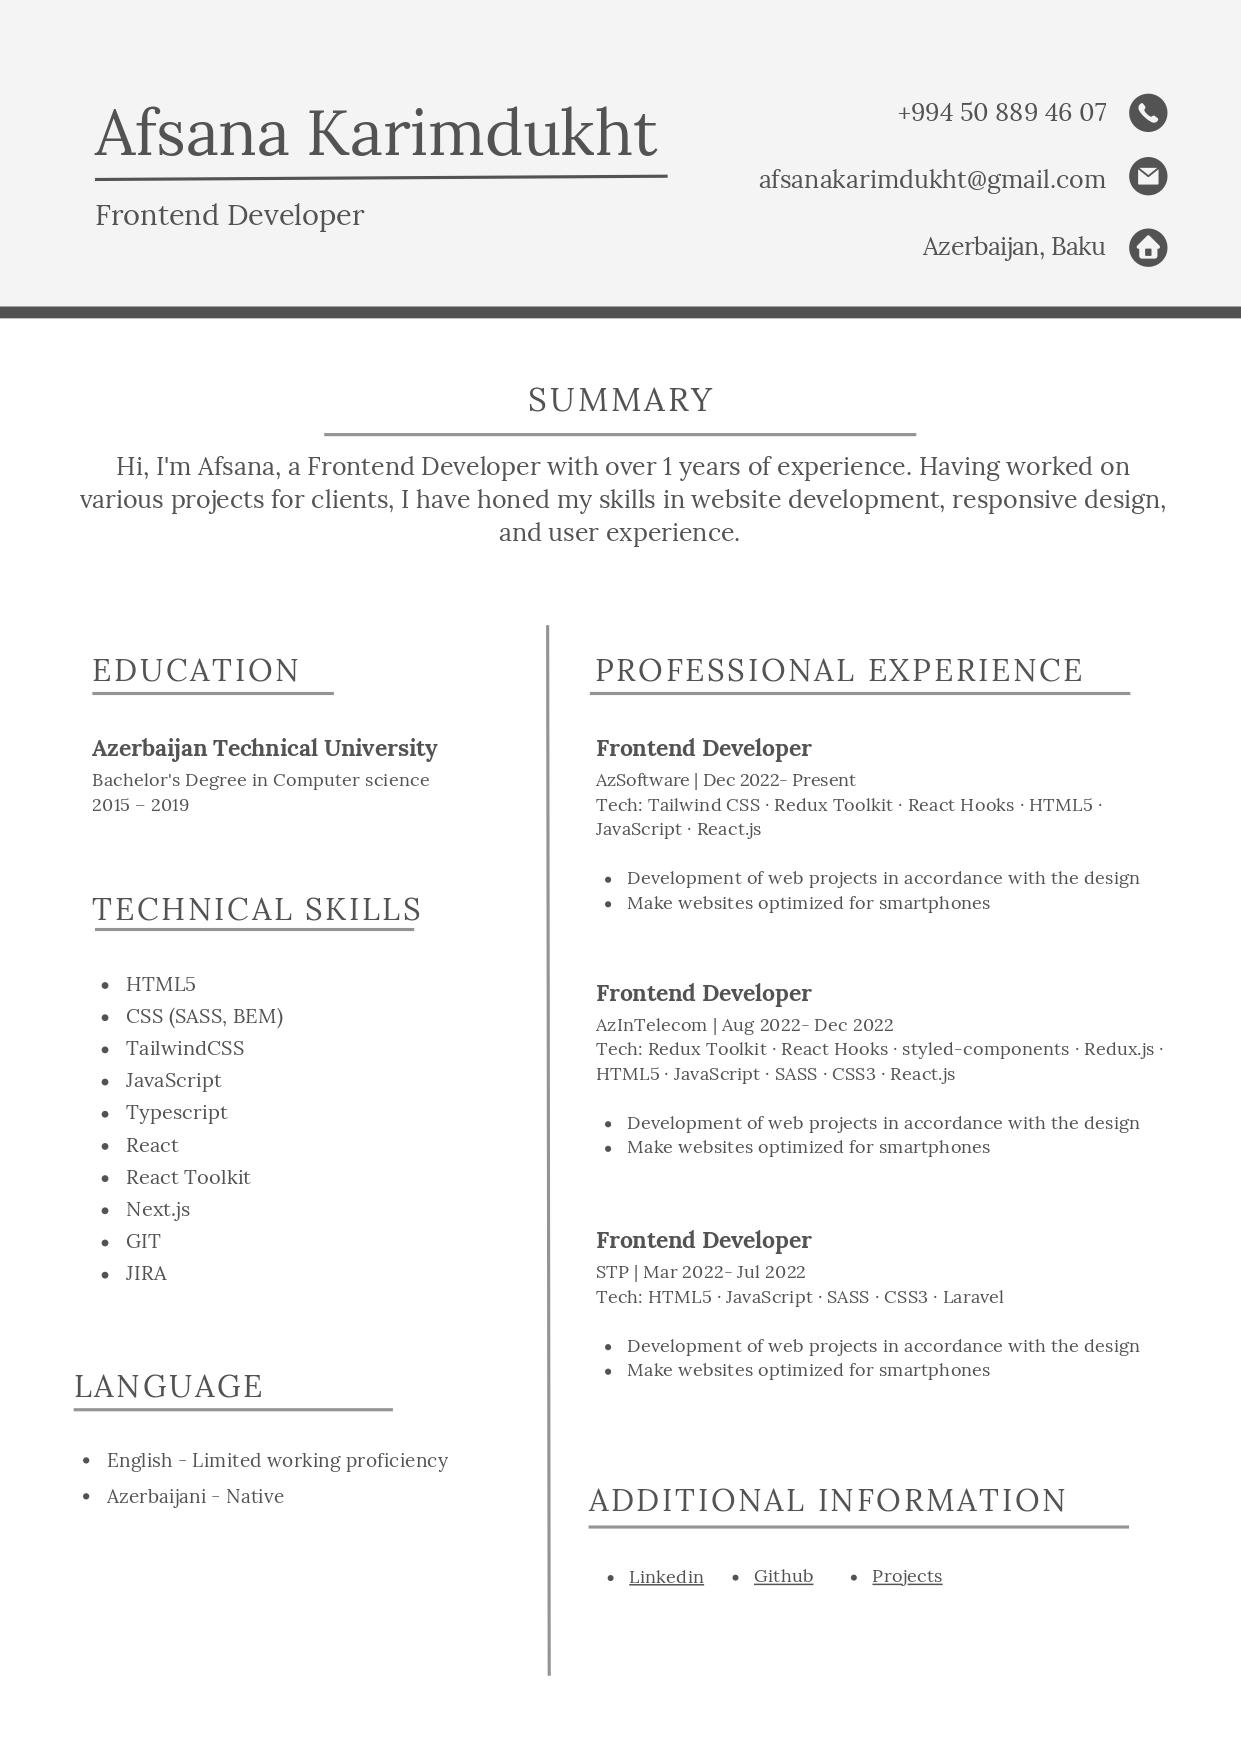 Afsana Karimdukht
Frontend Developer
+994 50 889 46 07
afsanakarimdukht@gmail.com
Azerbaijan, Baku
SUMMARY
Hi, I'm Afsana, a Frontend Developer with over 1 years of experience. Having worked on
various projects for clients, I have honed my skills in website development, responsive design,
and user experience.
EDUCATION
Azerbaijan Technical University
Bachelor's Degree in Computer science
2015 – 2019
TECHNICAL SKILLS
• HTML5
• CSS (SASS, BEM)
• TailwindCSS
• JavaScript
• Typescript
• React
• React Toolkit
• Next.js
• GIT
• JIRA
LANGUAGE
• English - Limited working proficiency
• Azerbaijani - Native
PROFESSIONAL EXPERIENCE
Frontend Developer
AzSoftware | Dec 2022- Present
Tech: Tailwind CSS · Redux Toolkit · React Hooks · HTML5 ·
JavaScript · React.js
• Development of web projects in accordance with the design
• Make websites optimized for smartphones
Frontend Developer
AzInTelecom | Aug 2022- Dec 2022
Tech: Redux Toolkit · React Hooks · styled-components · Redux.js ·
HTML5 · JavaScript · SASS · CSS3 · React.js
• Development of web projects in accordance with the design
• Make websites optimized for smartphones
Frontend Developer
STP | Mar 2022- Jul 2022
Tech: HTML5 · JavaScript · SASS · CSS3 · Laravel
• Development of web projects in accordance with the design
• Make websites optimized for smartphones
ADDITIONAL INFORMATION
• Linkedin • Github • Projects